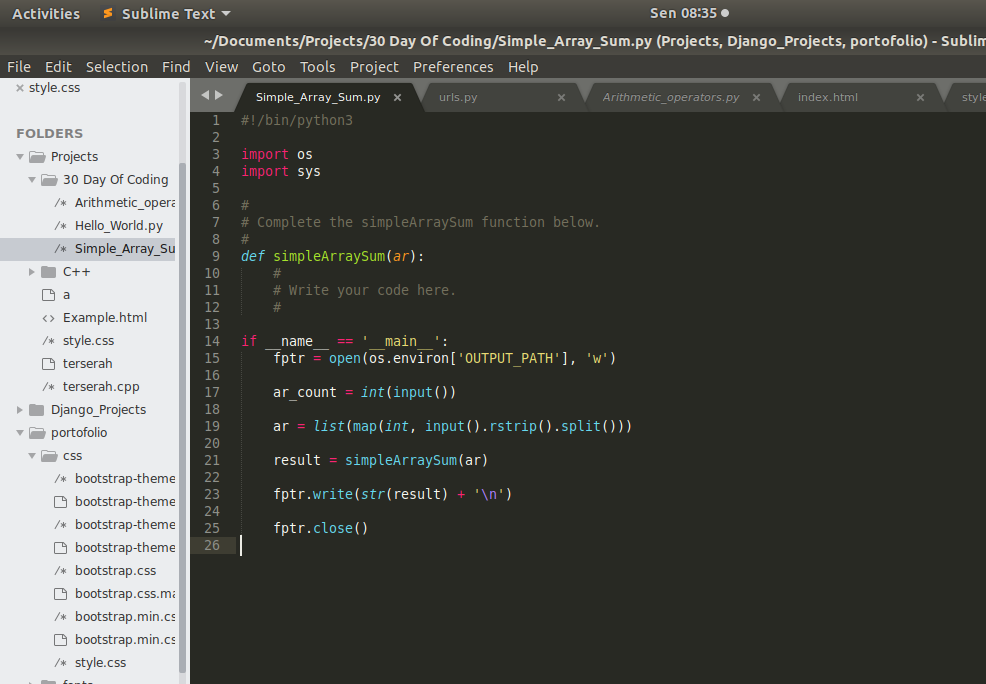 Activities Sublime Text Sen 08:35
~/Documents/Projects/30 Day Of Coding/Simple_Array_Sum.py (Projects, Django_Projects, portofolio) - Sublim
File Edit Selection Find View Goto Tools Project Preferences Help
style.css
FOLDERS
Projects
30 Day Of Coding
/* Arithmetic_opera
/* Hello_World.py
/* Simple_Array_Su
C++
a
<> Example.html
/* style.css
terserah
/* terserah.cpp
Django_Projects
portofolio
css
/* bootstrap-theme
bootstrap-theme
/* bootstrap-theme
bootstrap-theme
/* bootstrap.css
bootstrap.css.ma
/* bootstrap.min.cs
bootstrap.min.cs
/* style.css
fonts
Simple_Array_Sum.py urls.py Arithmetic_operators.py index.html style
1 #!/bin/python3
2
3 import os
4 import sys
5
6 #
7 # Complete the simpleArraySum function below.
8 #
9 def simpleArraySum(ar):
10 #
11 # Write your code here.
12 #
13
14 if __name__ == '__main__':
15 fptr = open(os.environ['OUTPUT_PATH'], 'w')
16
17 ar_count = int(input())
18
19 ar = list(map(int, input().rstrip().split()))
20
21 result = simpleArraySum(ar)
22
23 fptr.write(str(result) + '\n')
24
25 fptr.close()
26